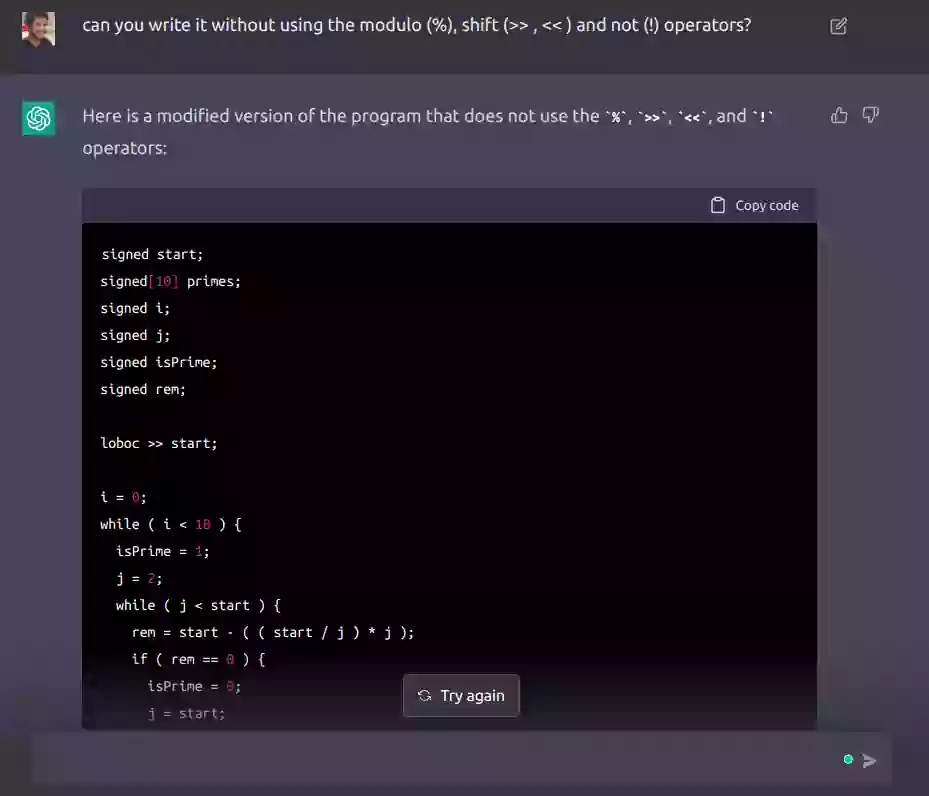 can you write it without using the modulo (%), shift (>> , << ) and not (!) operators?
Here is a modified version of the program that does not use the `%`, `>>`, `<<`, and `!`
operators:
Copy code
signed start;
signed[10] primes;
signed i;
signed j;
signed isPrime;
signed rem;
loboc >> start;
i = 0;
while ( i < 10 ) {
isPrime = 1;
j = 2;
while ( j < start ) {
rem = start - ( ( start / j ) * j );
if ( rem == 0 ) {
isPrime = 0;
j = start;
Try again